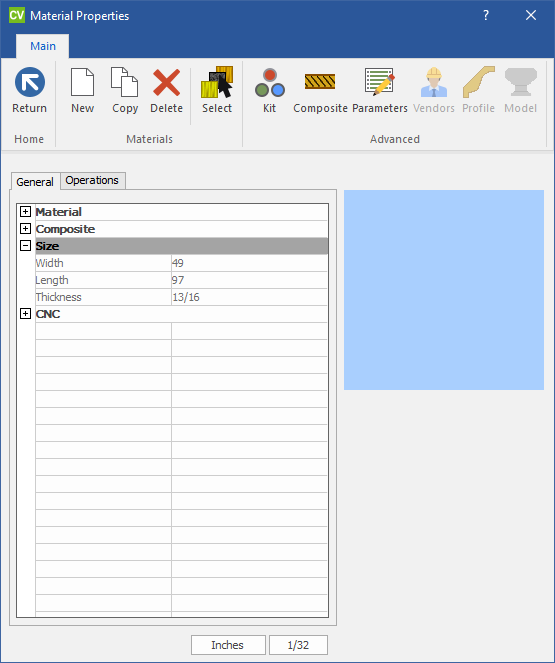 CV Material Properties ? ×
Main
Return New Copy Delete Select Kit Composite Parameters Vendors Profile Model
Home Materials Advanced
General Operations
Material
Composite
Size
Width 49
Length 97
Thickness 13/16
CNC
Inches 1/32